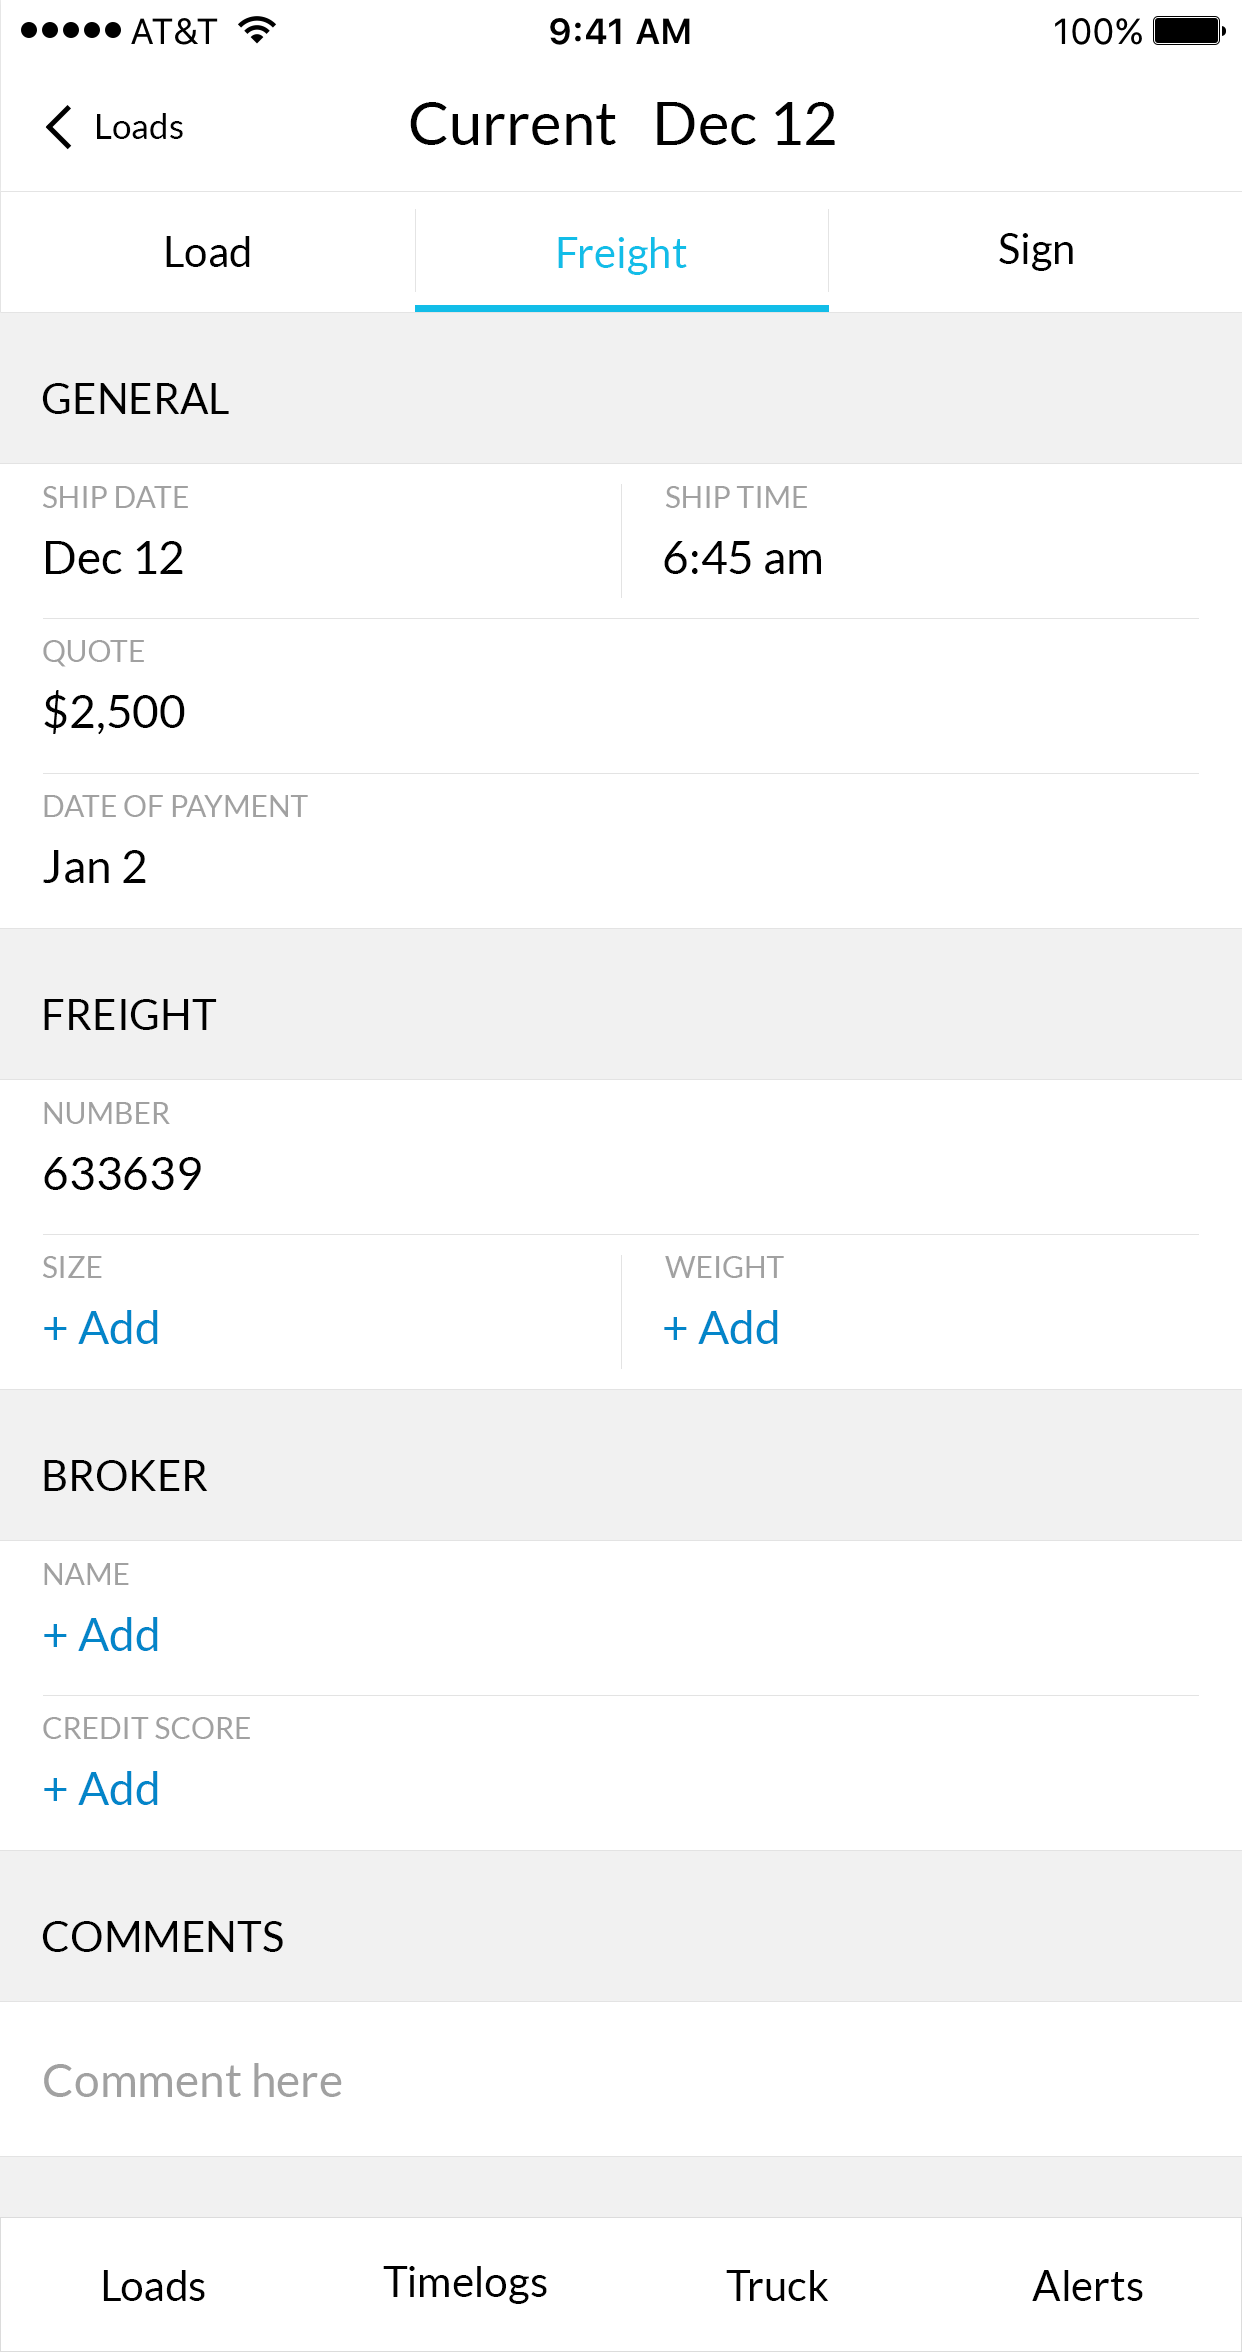 AT&T 9:41 AM 100%
Loads Current Dec 12
Load Freight Sign
GENERAL
SHIP DATE SHIP TIME
Dec 12 6:45 am
QUOTE
$2,500
DATE OF PAYMENT
Jan 2
FREIGHT
NUMBER
633639
SIZE WEIGHT
+ Add + Add
BROKER
NAME
+ Add
CREDIT SCORE
+ Add
COMMENTS
Comment here
Loads Timelogs Truck Alerts